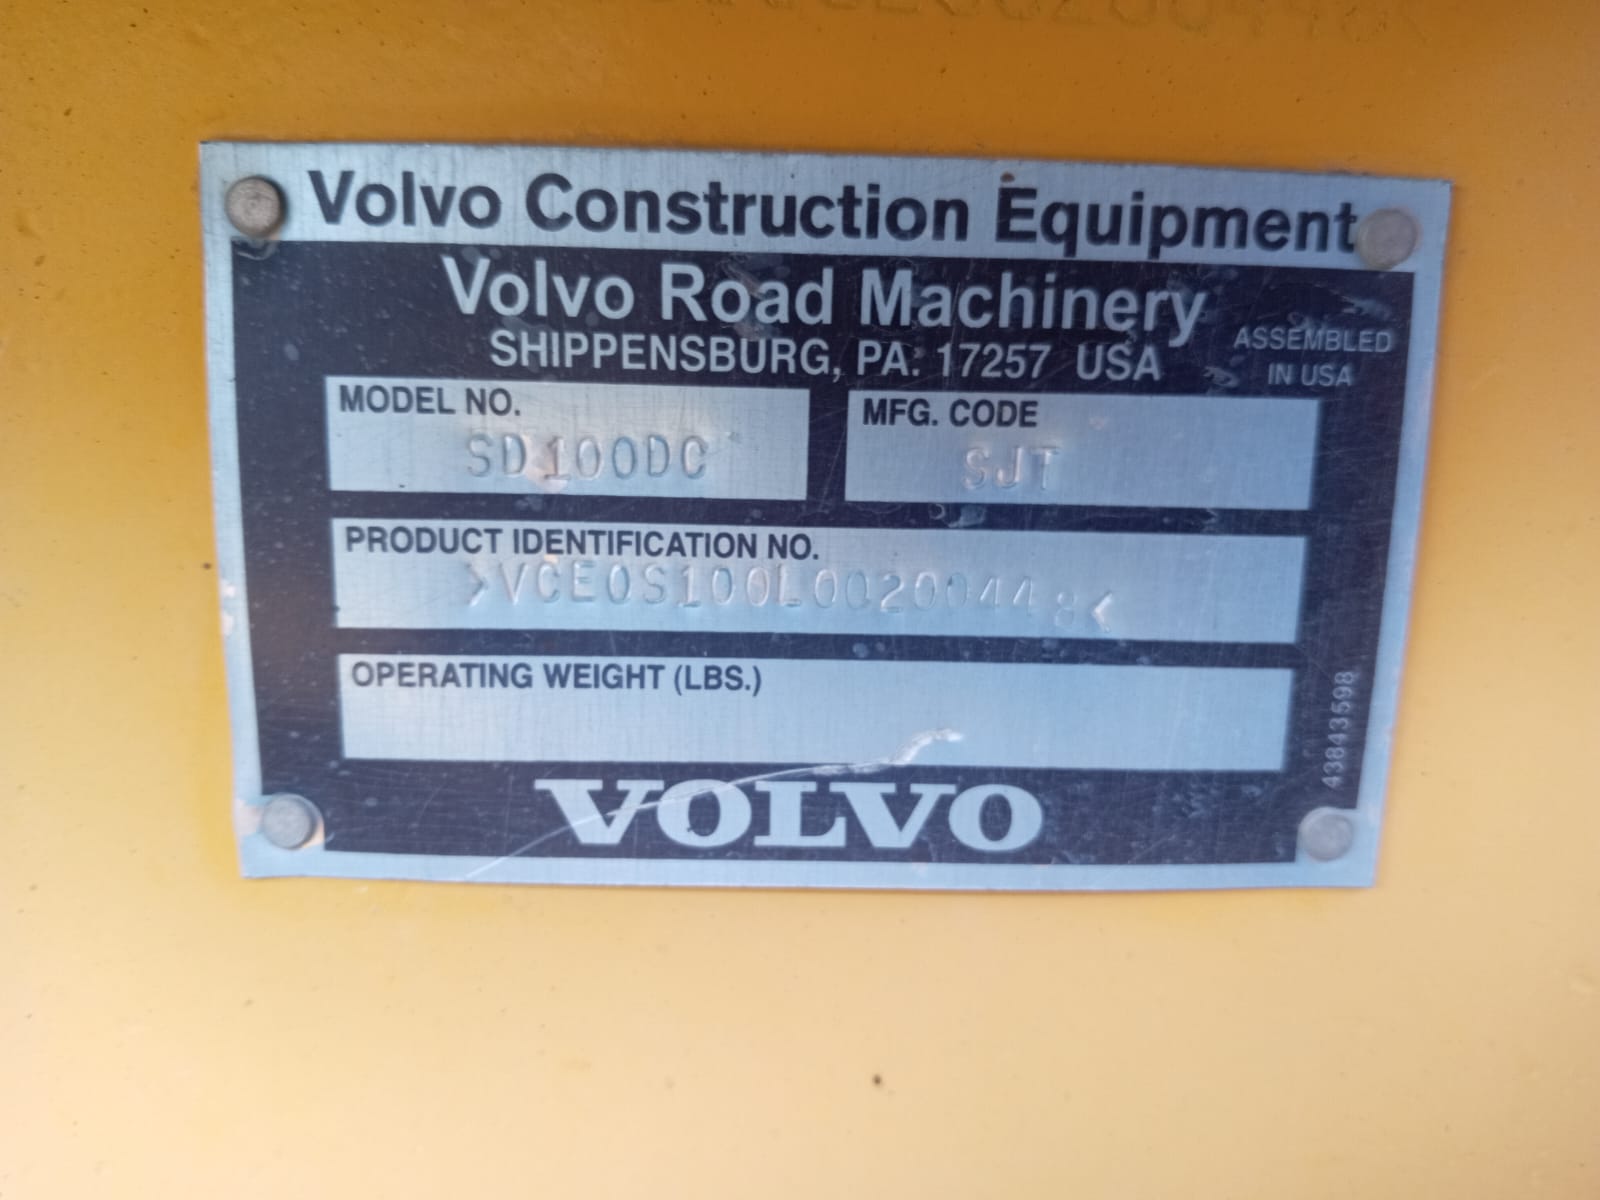 Volvo Construction Equipment
Volvo Road Machinery
SHIPPENSBURG, PA. 17257 USA
ASSEMBLED
IN USA
MODEL NO.
SD100DC
MFG. CODE
SJT
PRODUCT IDENTIFICATION NO.
>VCE0S100L00200448<
OPERATING WEIGHT (LBS.)
43843598
VOLVO